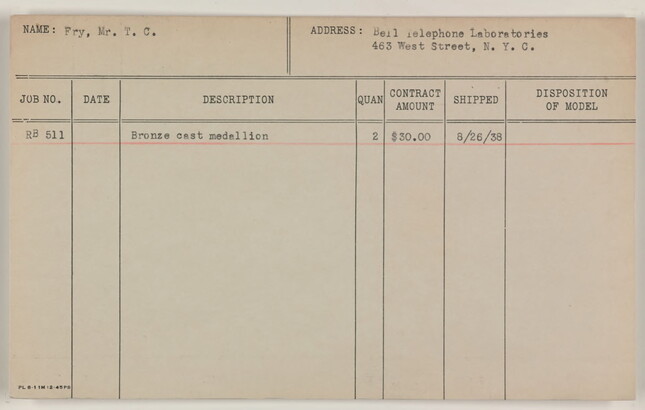 NAME: Fry, Mr. T. C.
ADDRESS: Bell Telephone Laboratories
463 West Street, N. Y. C.
JOB NO. DATE DESCRIPTION QUAN CONTRACT AMOUNT SHIPPED DISPOSITION OF MODEL
RB 511 Bronze cast medallion 2 $30.00 8/26/38